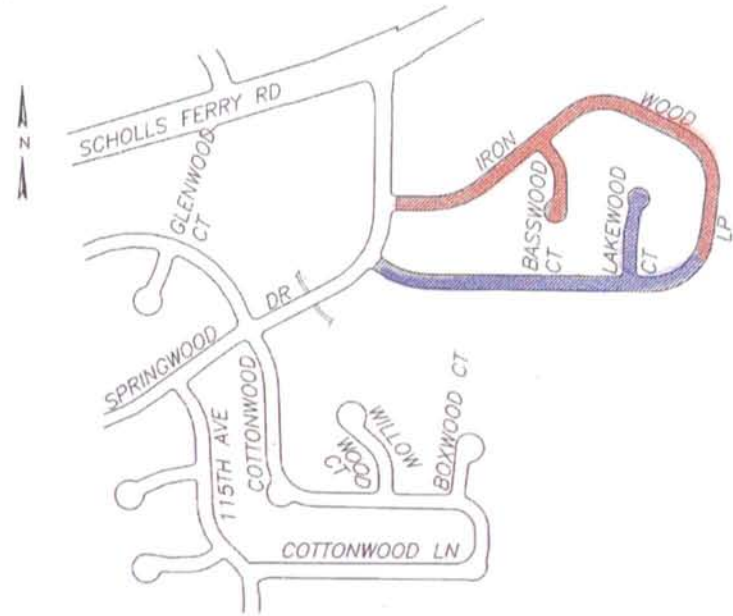 SCHOLLS FERRY RD
N
GLENWOOD
CT
IRON
WOOD
LP
BASSWOOD
CT
LAKEWOOD
CT
SPRINGWOOD
DR
115TH AVE
COTTONWOOD
WILLOW
WOOD
CT
BOXWOOD CT
COTTONWOOD LN